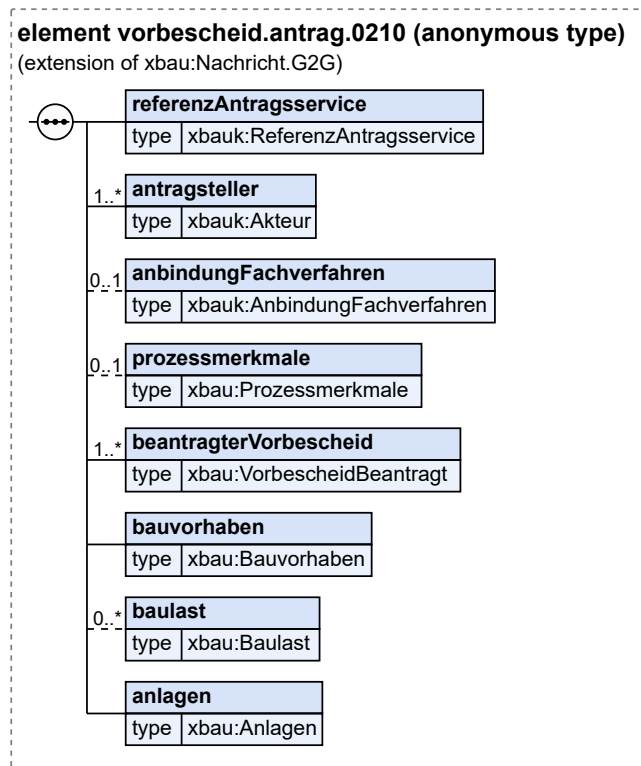 element vorbescheid.antrag.0210 (anonymous type)
(extension of xbau:Nachricht.G2G)
referenzAntragsservice
type xbauk:ReferenzAntragsservice
1..* antragsteller
type xbauk:Akteur
0..1 anbindungFachverfahren
type xbauk:AnbindungFachverfahren
0..1 prozessmerkmale
type xbau:Prozessmerkmale
1..* beantragterVorbescheid
type xbau:VorbescheidBeantragt
bauvorhaben
type xbau:Bauvorhaben
0..* baulast
type xbau:Baulast
anlagen
type xbau:Anlagen